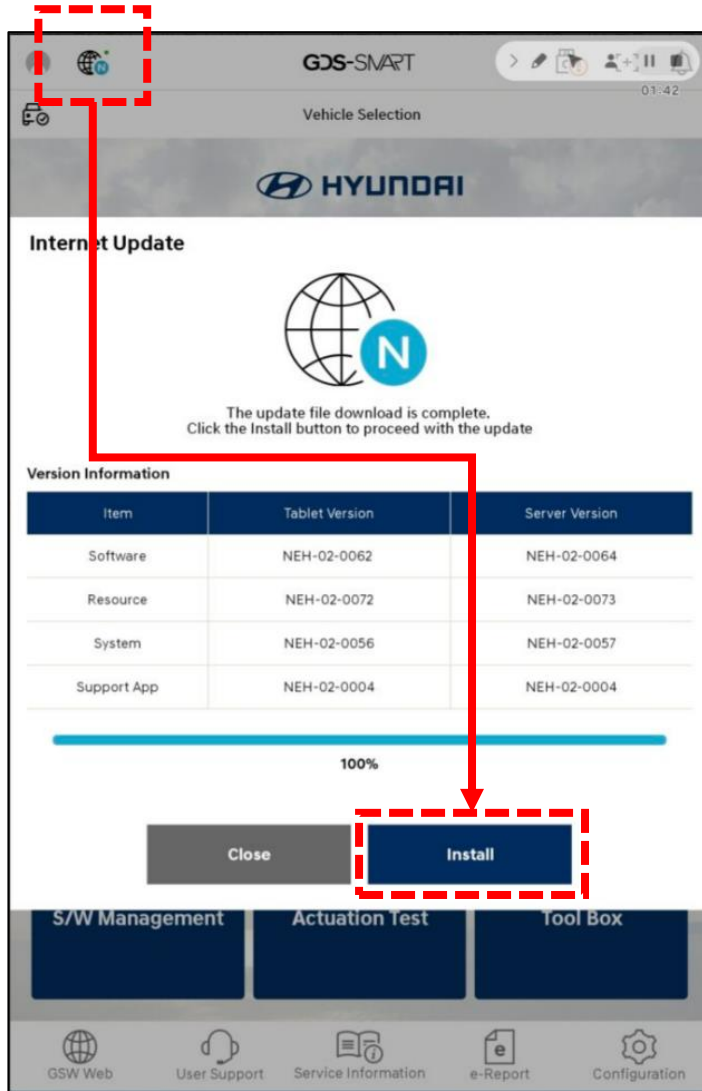 GDS-SMART
01:42
Vehicle Selection
HYUNDAI
Internet Update
N
The update file download is complete.
Click the Install button to proceed with the update
Version Information
Item Tablet Version Server Version
Software NEH-02-0062 NEH-02-0064
Resource NEH-02-0072 NEH-02-0073
System NEH-02-0056 NEH-02-0057
Support App NEH-02-0004 NEH-02-0004
100%
Close Install
S/W Management Actuation Test Tool Box
GSW Web User Support Service Information e-Report Configuration